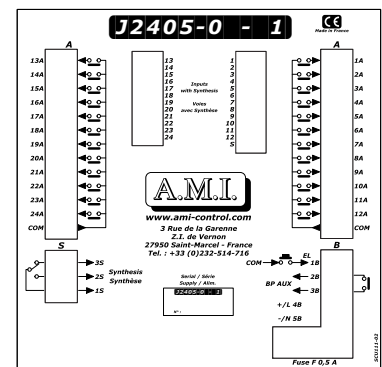 J2405-0 - 1
CE
Made in France
A
A
13A
14A
15A
16A
17A
18A
19A
20A
21A
22A
23A
24A
COM
13
14
15
16
17
18
19
20
21
22
23
24
Inputs
with Synthesis
Voies
avec Synthèse
1
2
3
4
5
6
7
8
9
10
11
12
S
1A
2A
3A
4A
5A
6A
7A
8A
9A
10A
11A
12A
COM
A.M.I.
www.ami-control.com
3 Rue de la Garenne
Z.I. de Vernon
27950 Saint-Marcel - France
Tel. : +33 (0)232-514-716
S
3S
2S
1S
Synthesis
Synthèse
Serial / Série
Supply / Alim.
J2405-0 - 1
N° :
B
COM
EL
1B
2B
BP AUX
3B
+/L 4B
-/N 5B
Fuse F 0,5 A
SCU111-02